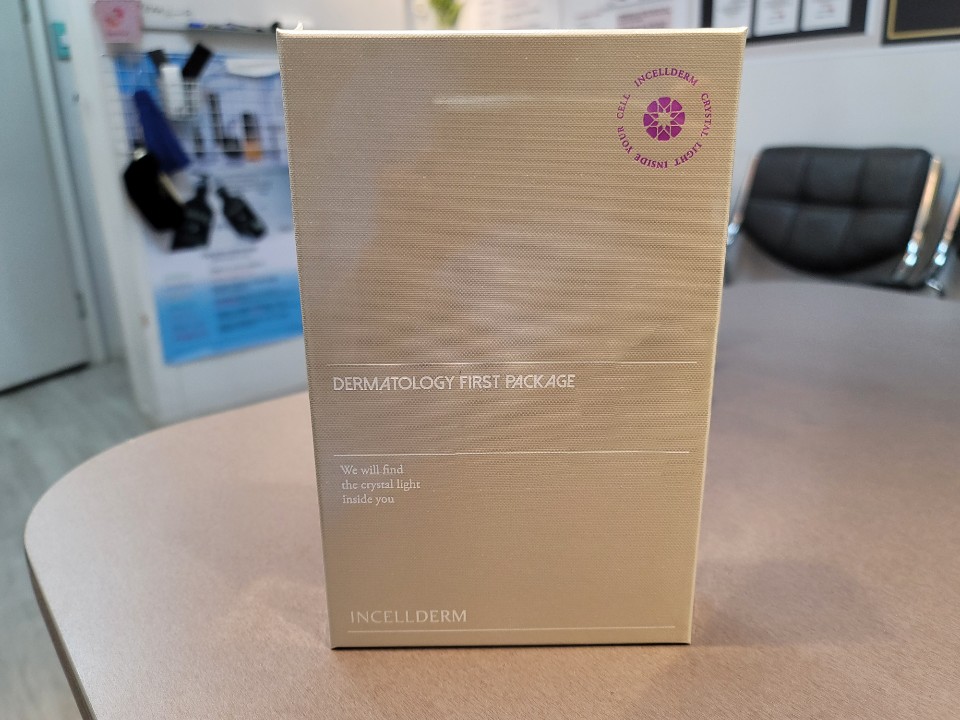 INCELLDERM CRYSTAL LIGHT INSIDE YOUR CELL
DERMATOLOGY FIRST PACKAGE
We will find
the crystal light
inside you
INCELLDERM